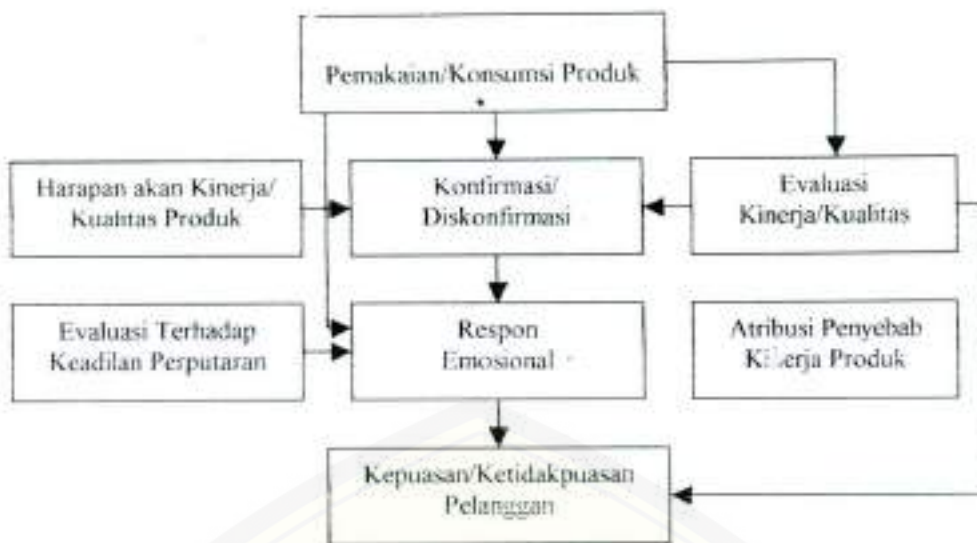 Pemakaian/Konsumsi Produk
Harapan akan Kinerja/
Kualitas Produk
Konfirmasi/
Diskonfirmasi
Evaluasi
Kinerja/Kualitas
Evaluasi Terhadap
Keadilan Perputaran
Respon
Emosional
Atribusi Penyebab
Kinerja Produk
Kepuasan/Ketidakpuasan
Pelanggan